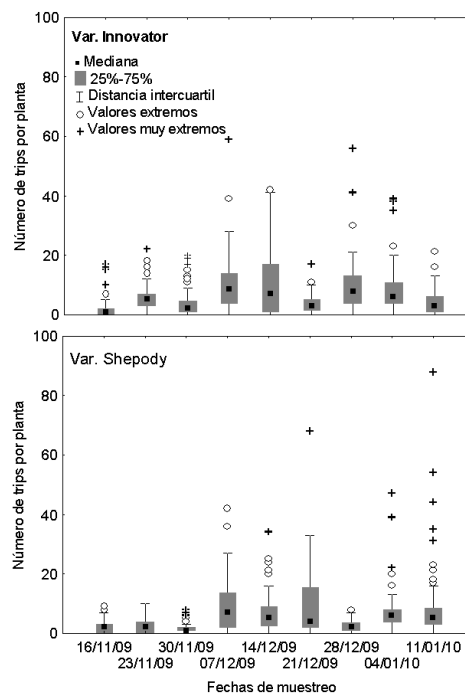 100
80
60
40
20
0
Número de trips por planta
Var. Innovator
Mediana
25%-75%
Distancia intercuartil
Valores extremos
Valores muy extremos
100
80
60
40
20
0
Número de trips por planta
Var. Shepody
16/11/09
23/11/09
30/11/09
07/12/09
14/12/09
21/12/09
28/12/09
04/01/10
11/01/10
Fechas de muestreo